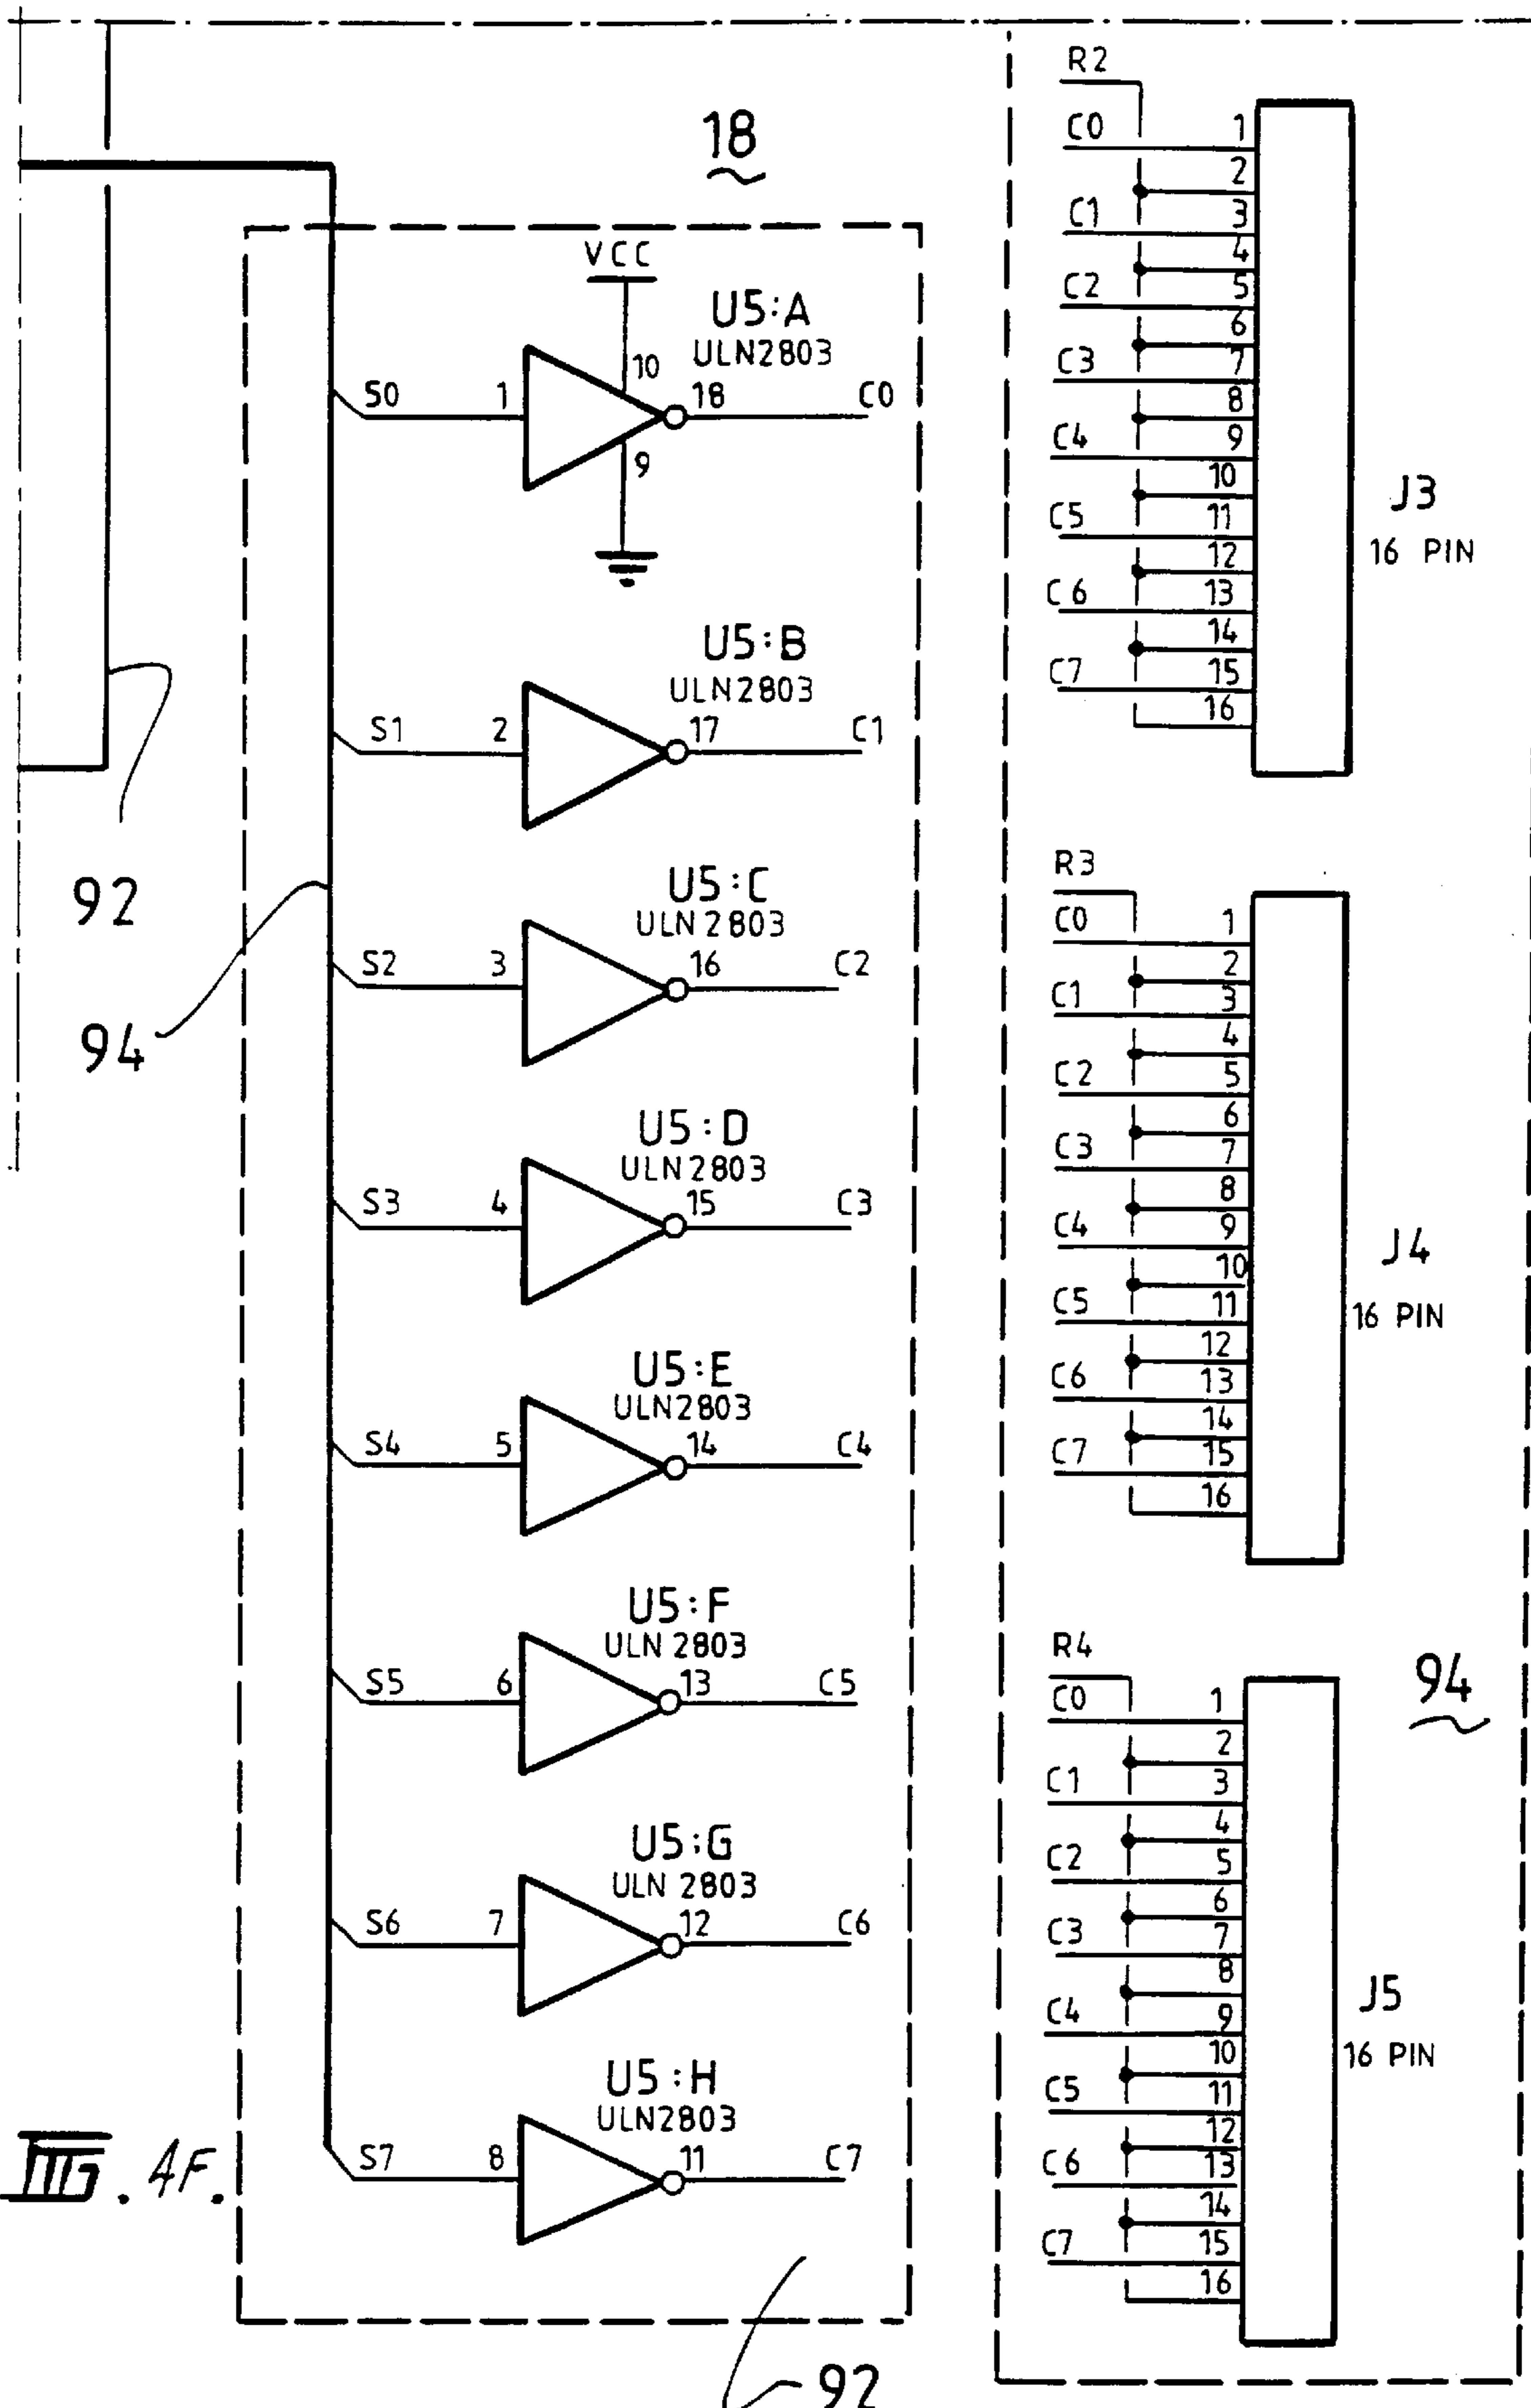 18
VCC
U5:A
ULN2803
S0 1 10 18 C0
9
U5:B
ULN2803
S1 2 17 C1
92
U5:C
ULN2803
S2 3 16 C2
94
U5:D
ULN2803
S3 4 15 C3
U5:E
ULN2803
S4 5 14 C4
U5:F
ULN2803
S5 6 13 C5
U5:G
ULN2803
S6 7 12 C6
U5:H
ULN2803
S7 8 11 C7
92
R2
C0 1
2
C1 3
4
C2 5
6
C3 7
8
C4 9
10
C5 11
12
C6 13
14
C7 15
16
J3
16 PIN
R3
C0 1
2
C1 3
4
C2 5
6
C3 7
8
C4 9
10
C5 11
12
C6 13
14
C7 15
16
J4
16 PIN
R4
C0 1
2
C1 3
4
C2 5
6
C3 7
8
C4 9
10
C5 11
12
C6 13
14
C7 15
16
J5
16 PIN
94
FIG. 4F.